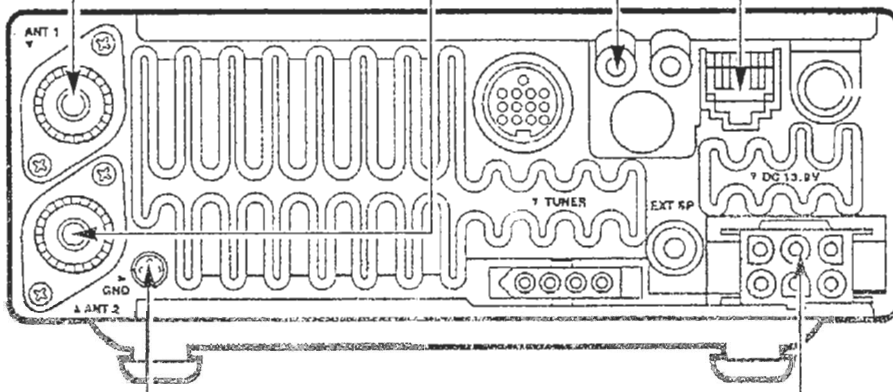 ANT 1
DC 13.8V
TUNER
EXT SP
GND
ANT 2